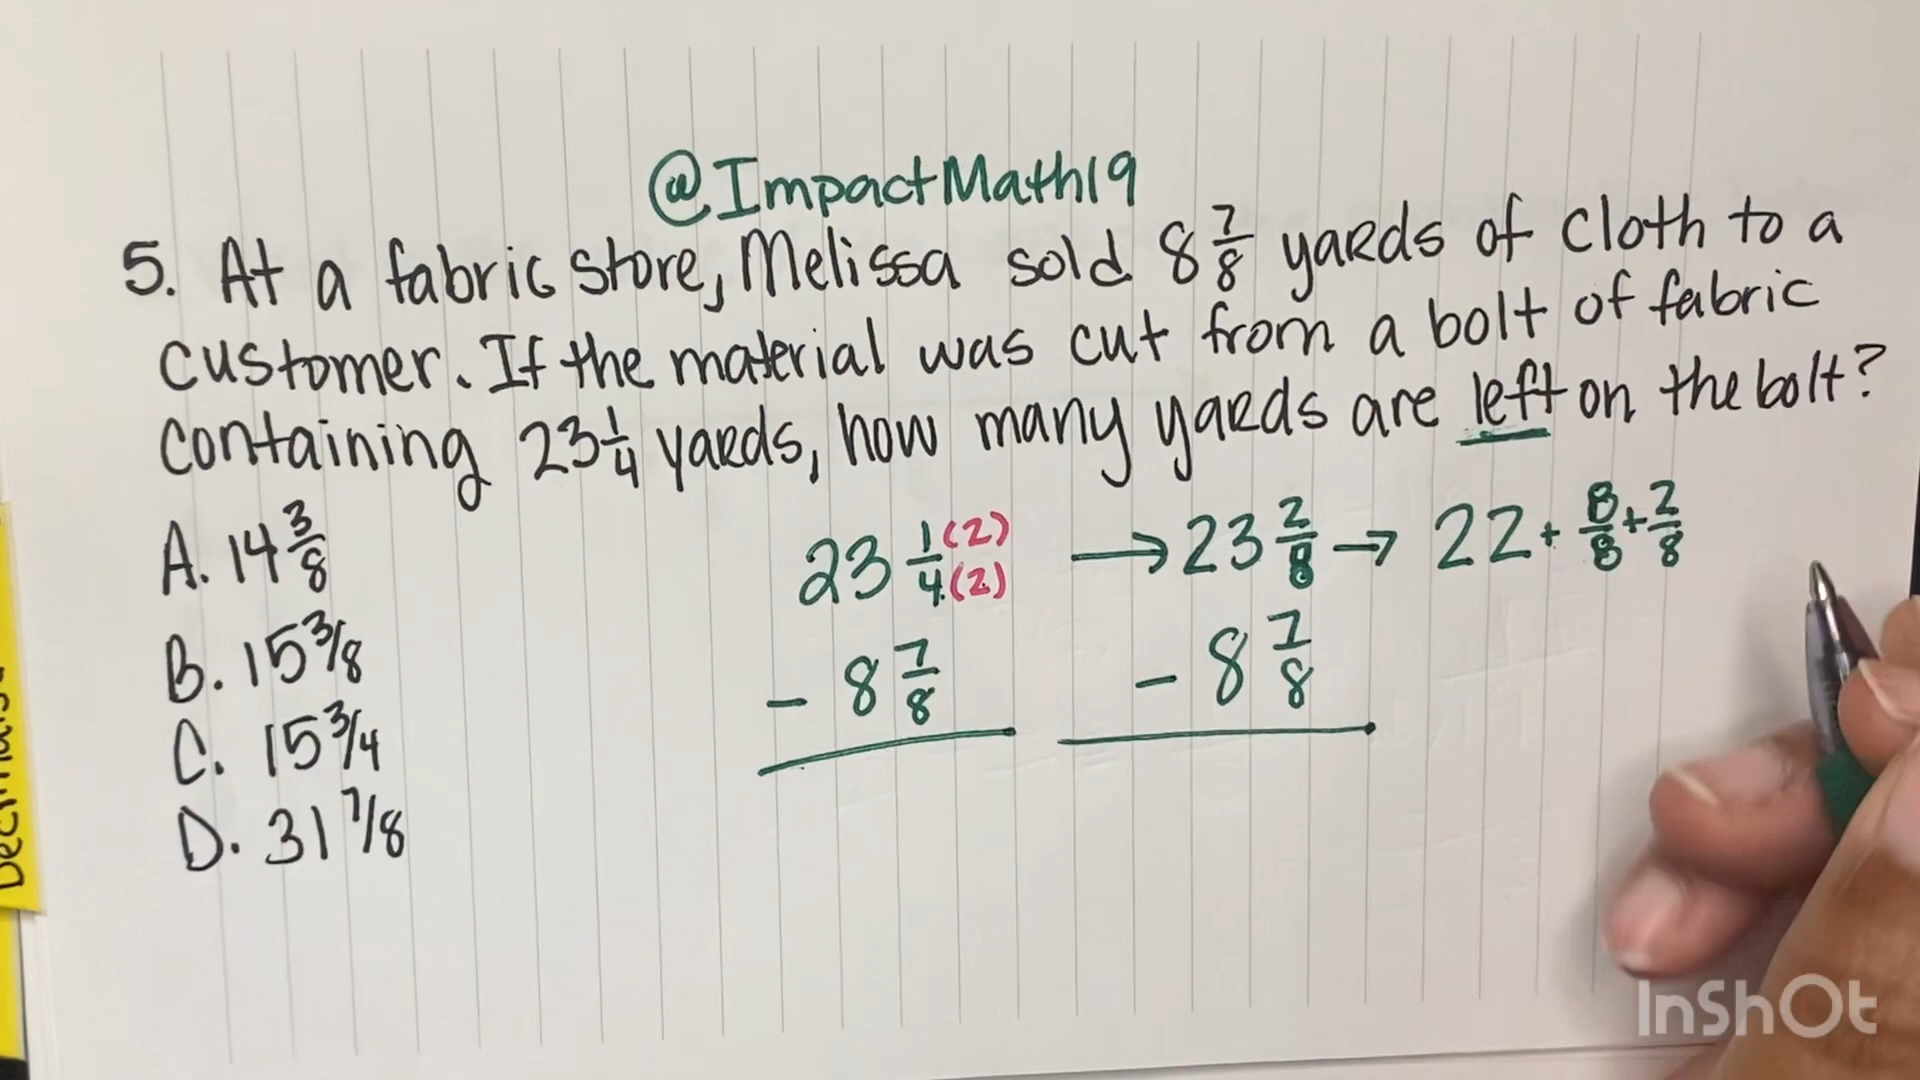 @ImpactMath19
5. At a fabric store, Melissa sold 8 7/8 yards of cloth to a
customer. If the material was cut from a bolt of fabric
containing 23 1/4 yards, how many yards are left on the bolt?
A. 14 3/8
B. 15 3/8
C. 15 3/4
D. 31 7/8
23 1(2)/4(2) → 23 2/8 → 22 + 8/8 + 2/8
- 8 7/8 - 8 7/8
Decimals
InShOt